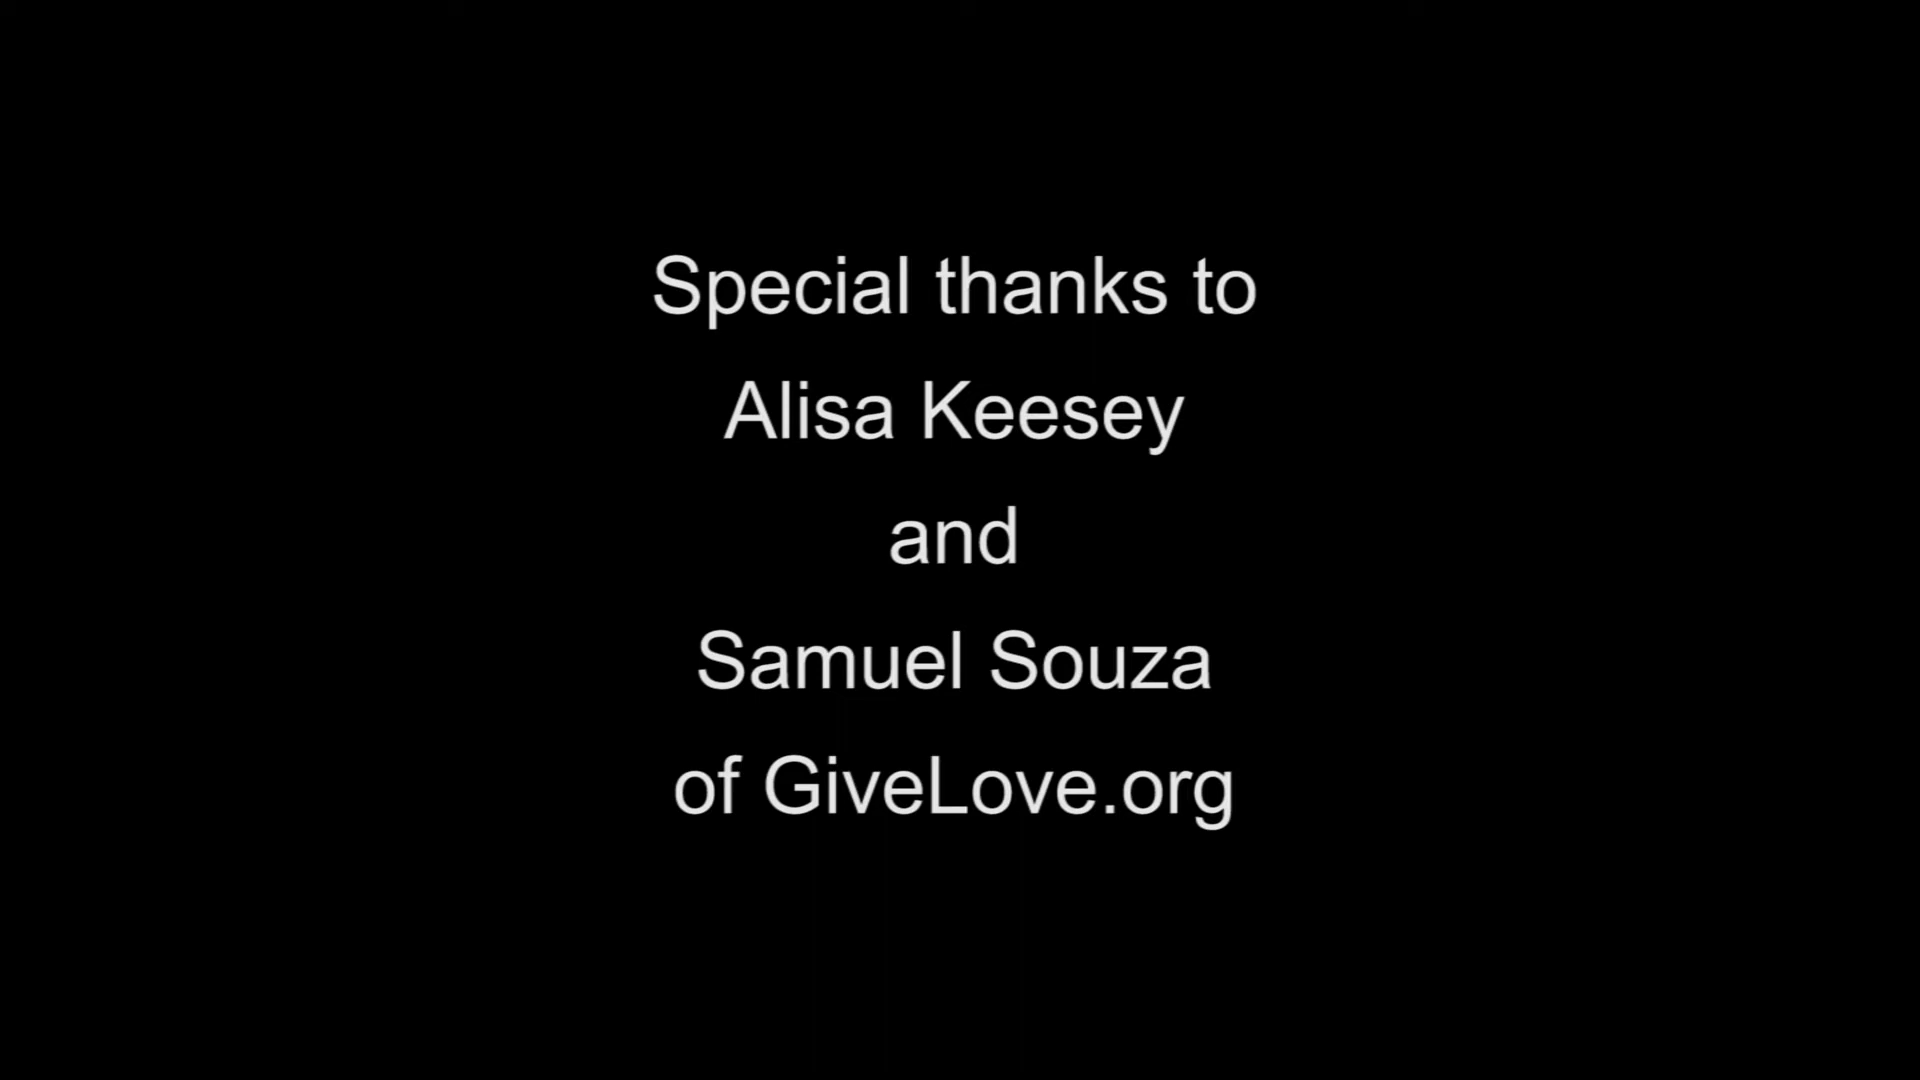 Special thanks to
Alisa Keesey
and
Samuel Souza
of GiveLove.org